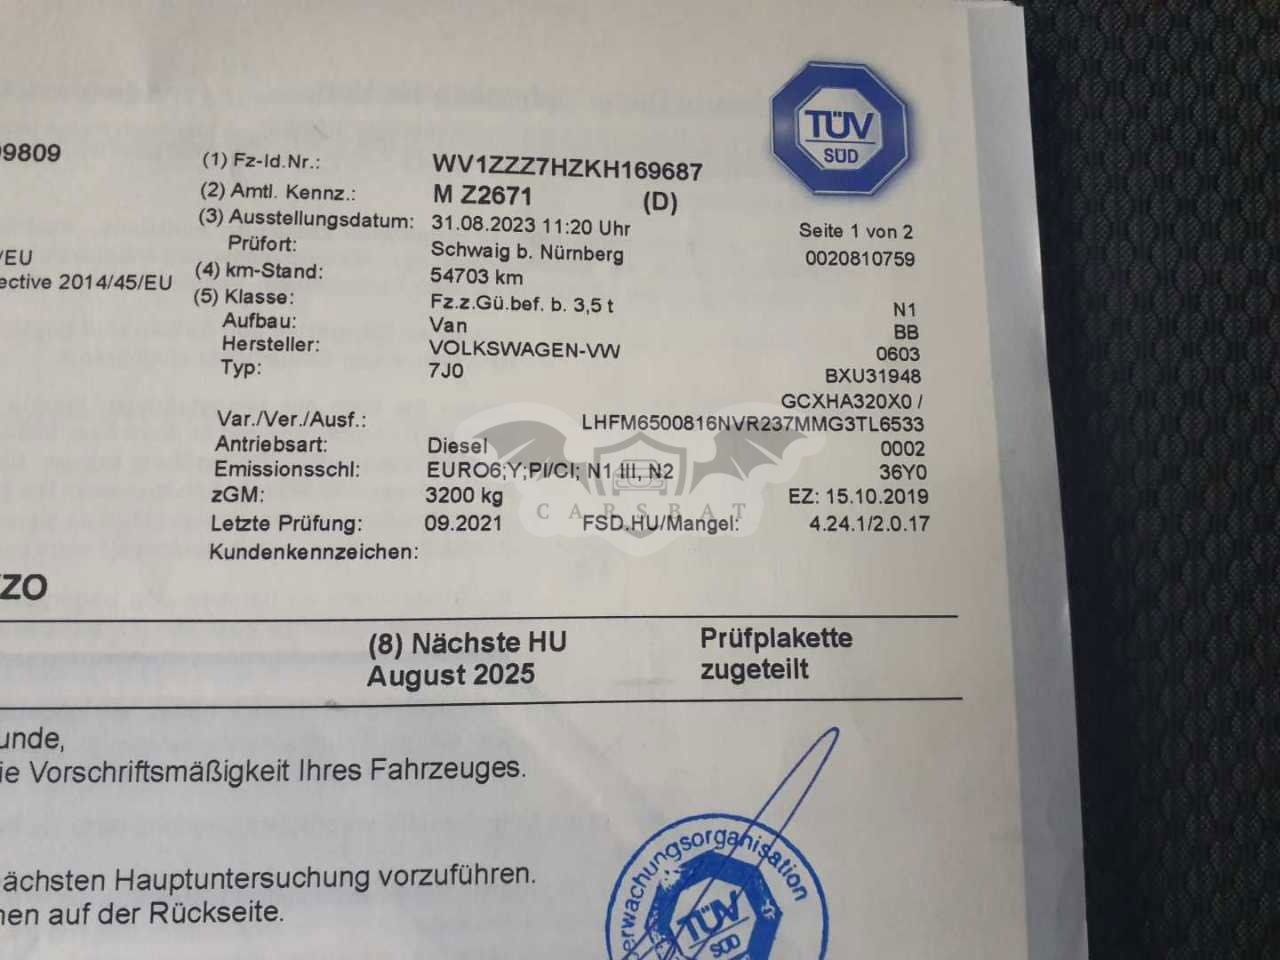 TÜV
SÜD
99809
(1) Fz-Id.Nr.: WV1ZZZ7HZKH169687
(2) Amtl. Kennz.: M Z2671 (D)
(3) Ausstellungsdatum: 31.08.2023 11:20 Uhr Seite 1 von 2
Prüfort: Schwaig b. Nürnberg 0020810759
/EU
ective 2014/45/EU
(4) km-Stand: 54703 km
(5) Klasse: Fz.z.Gü.bef. b. 3,5 t N1
Aufbau: Van BB
Hersteller: VOLKSWAGEN-VW 0603
Typ: 7J0 BXU31948
GCXHA320X0 /
Var./Ver./Ausf.: LHFM6500816NVR237MMG3TL6533
Antriebsart: Diesel 0002
Emissionsschl: EURO6;Y;PI/CI; N1 III, N2 36Y0
zGM: 3200 kg EZ: 15.10.2019
CARSBAT
Letzte Prüfung: 09.2021 FSD.HU/Mangel: 4.24.1/2.0.17
Kundenkennzeichen:
ZO
(8) Nächste HU Prüfplakette
August 2025 zugeteilt
unde,
ie Vorschriftsmäßigkeit Ihres Fahrzeuges.
ächsten Hauptuntersuchung vorzuführen.
nen auf der Rückseite.
erwachungsorganisation
TÜV
SÜD